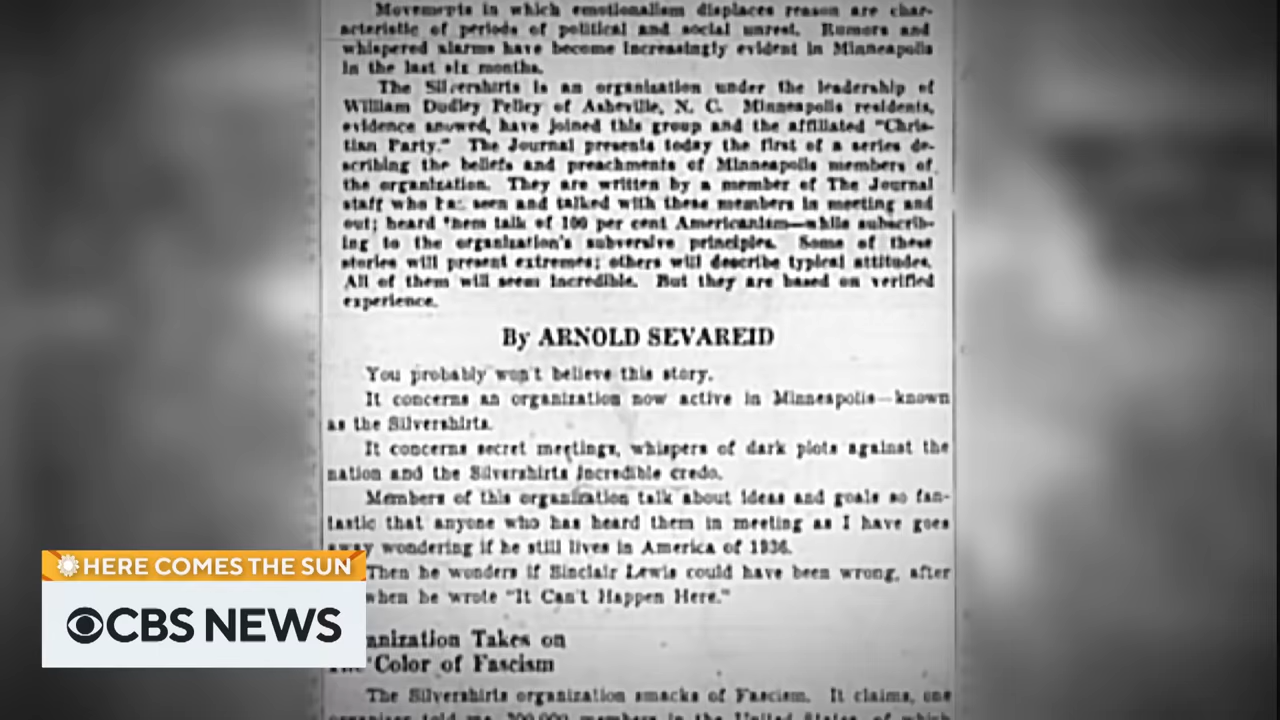 Movements in which emotionalism displaces reason are char-
acteristic of periods of political and social unrest. Rumors and
whispered alarms have become increasingly evident in Minneapolis
in the last six months.
The Silvershirts is an organization under the leadership of
William Dudley Pelley of Asheville, N. C. Minneapolis residents,
evidence showed, have joined this group and the affiliated "Chris-
tian Party." The Journal presents today the first of a series de-
scribing the beliefs and preachments of Minneapolis members of
the organization. They are written by a member of The Journal
staff who has seen and talked with these members in meeting and
out; heard them talk of 100 per cent Americanism—while subscrib-
ing to the organization's subversive principles. Some of these
stories will present extremes; others will describe typical attitudes.
All of them will seem incredible. But they are based on verified
experience.
By ARNOLD SEVAREID
You probably won't believe this story.
It concerns an organization now active in Minneapolis—known
as the Silvershirts.
It concerns secret meetings, whispers of dark plots against the
nation and the Silvershirts incredible credo.
Members of this organization talk about ideas and goals so fan-
tastic that anyone who has heard them in meeting as I have goes
away wondering if he still lives in America of 1936.
Then he wonders if Sinclair Lewis could have been wrong, after
when he wrote "It Can't Happen Here."
anization Takes on
Color of Fascism
The Silvershirts organization smacks of Fascism. It claims, one
organizer told me, 300,000 members in the United States, of which
HERE COMES THE SUN
CBS NEWS